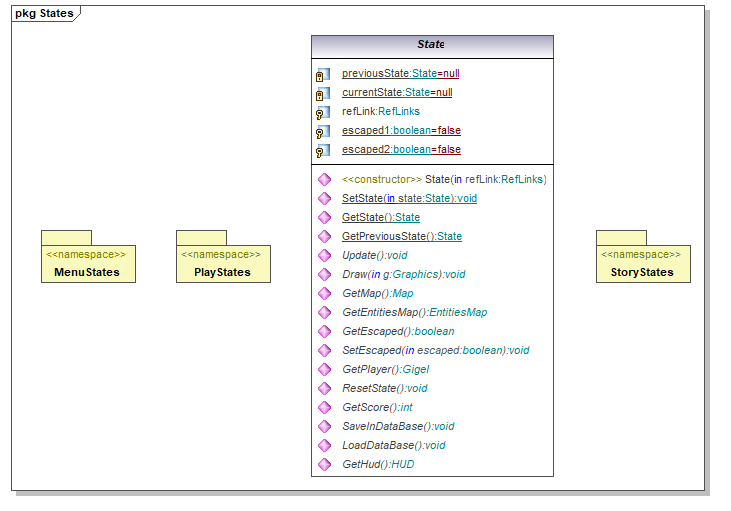 pkg States
State
previousState:State=null
currentState:State=null
refLink:RefLinks
escaped1:boolean=false
escaped2:boolean=false
<<constructor>> State(in refLink:RefLinks)
SetState(in state:State):void
GetState():State
GetPreviousState():State
Update():void
Draw(in g:Graphics):void
GetMap():Map
GetEntitiesMap():EntitiesMap
GetEscaped():boolean
SetEscaped(in escaped:boolean):void
GetPlayer():Gigel
ResetState():void
GetScore():int
SaveInDataBase():void
LoadDataBase():void
GetHud():HUD
<<namespace>>
MenuStates
<<namespace>>
PlayStates
<<namespace>>
StoryStates